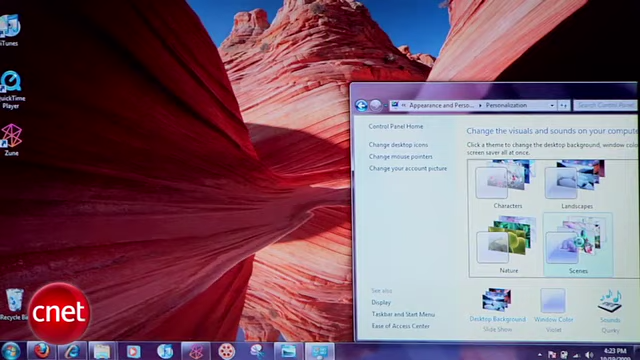 iTunes
QuickTime
Player
Zune
Recycle Bin
cnet
Appearance and Perso... ▸ Personalization
Search Control Pane
Control Panel Home
Change desktop icons
Change mouse pointers
Change your account picture
Change the visuals and sounds on your compute
Click a theme to change the desktop background, window colo
screen saver all at once.
Characters
Landscapes
Nature
Scenes
See also
Display
Taskbar and Start Menu
Ease of Access Center
Desktop Background
Slide Show
Window Color
Violet
Sounds
Quirky
4:23 PM